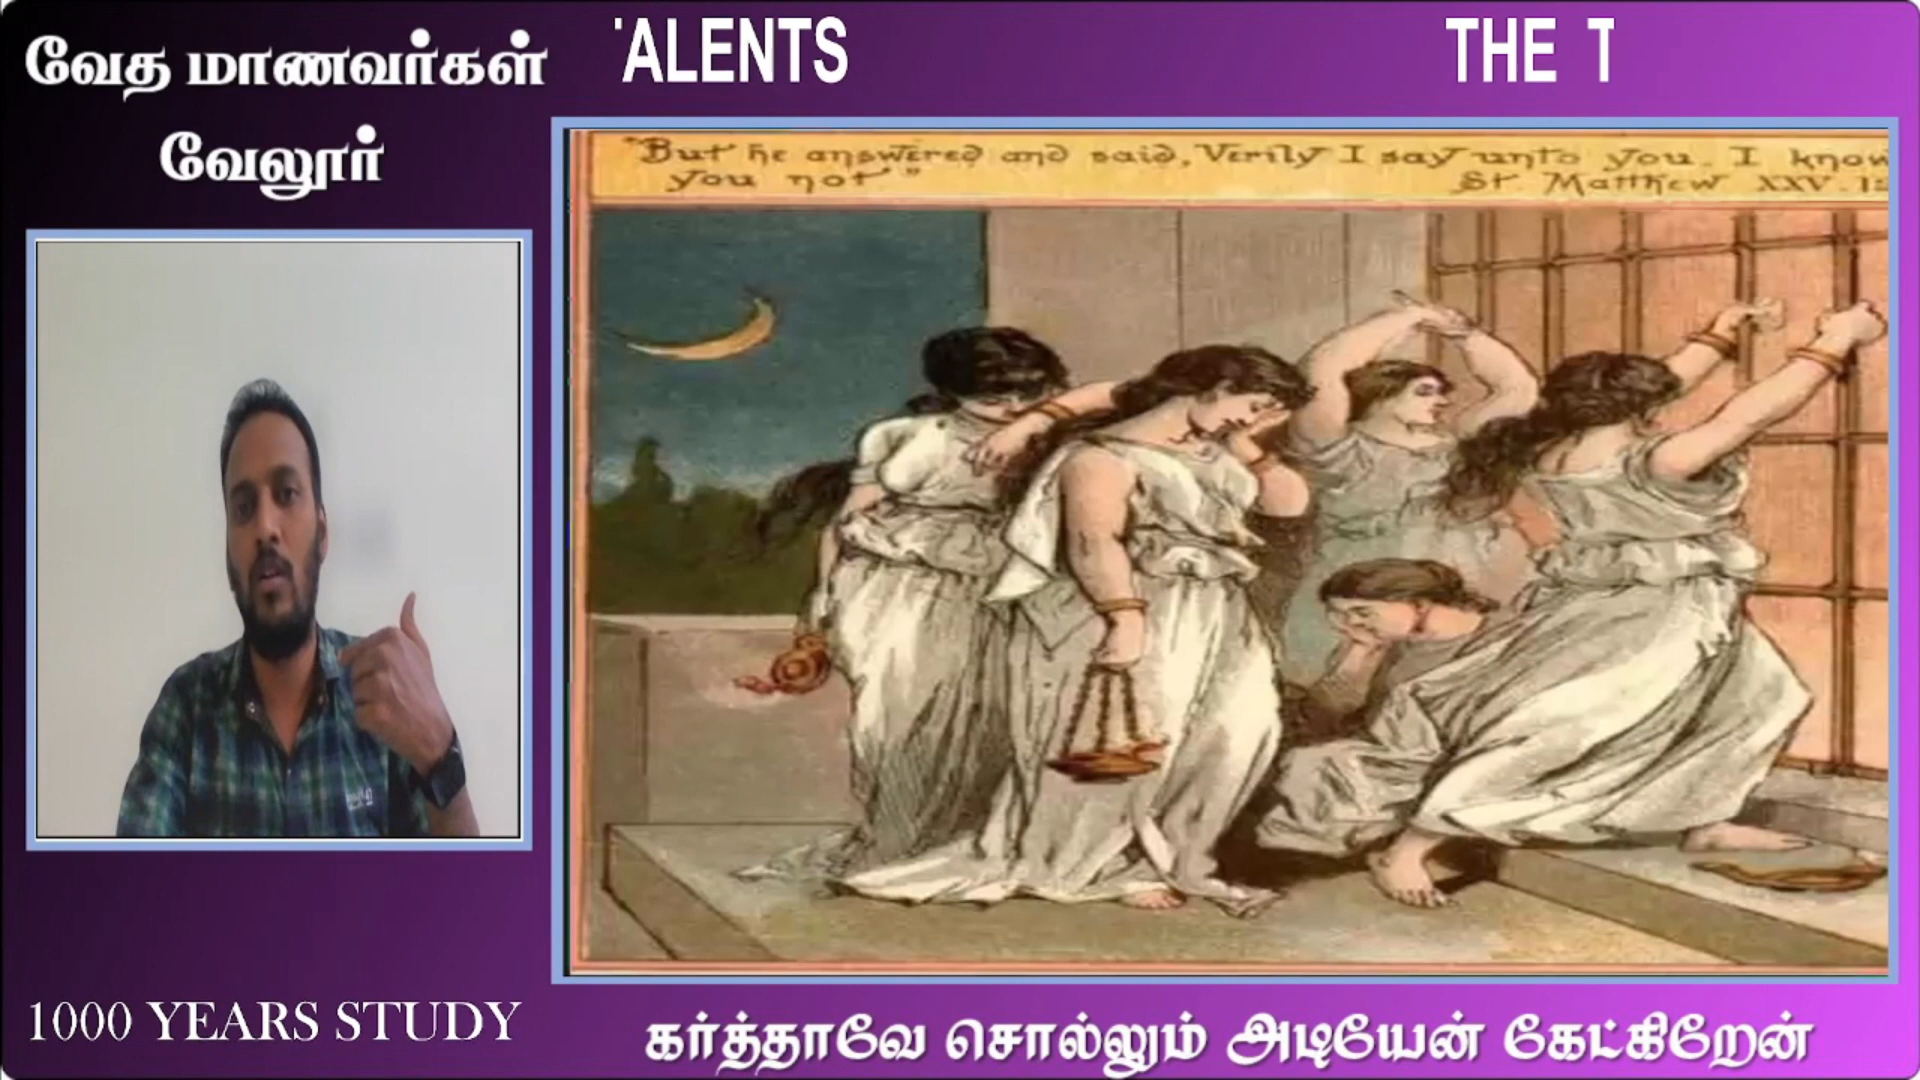 வேத மாணவர்கள்
வேலூர்
'ALENTS THE T
"But he answered and said, Verily I say unto you. I know
you not" St Matthew XXV. 12
1000 YEARS STUDY
கர்த்தாவே சொல்லும் அடியேன் கேட்கிறேன்